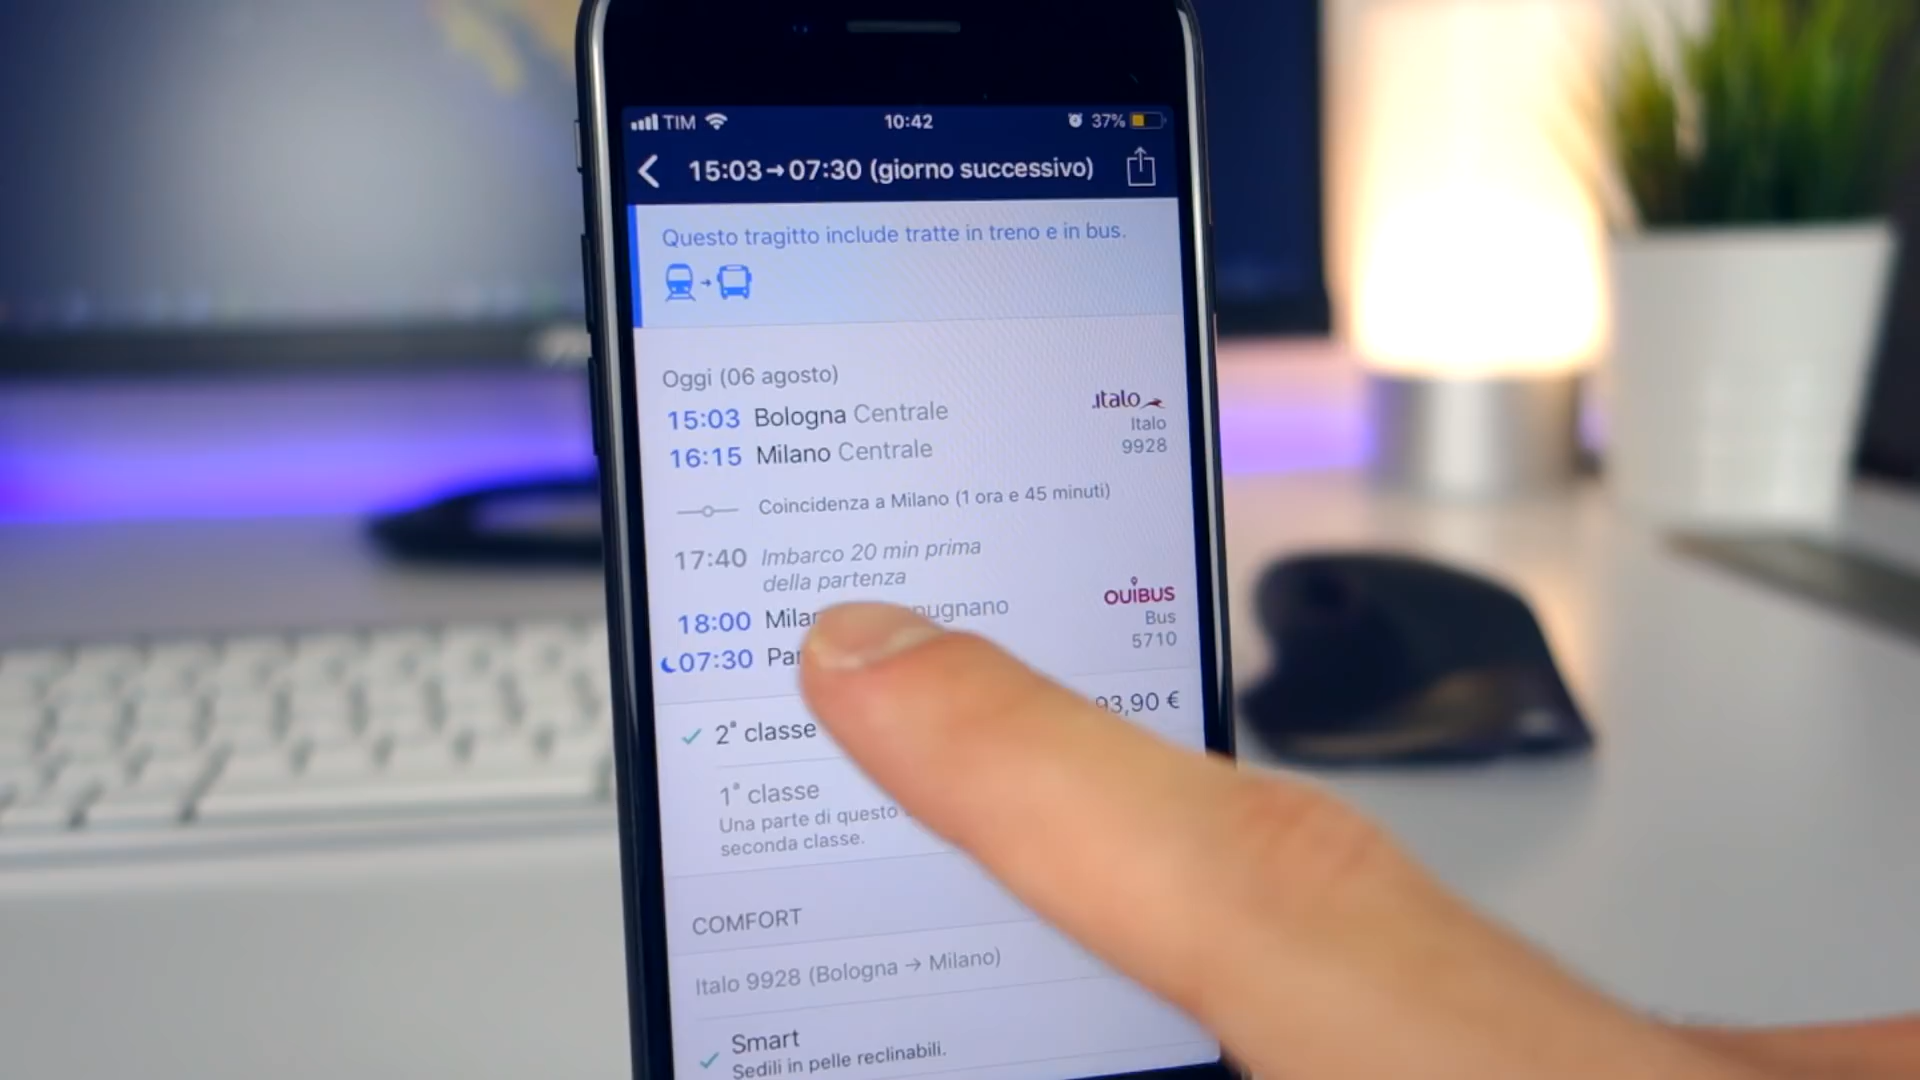 TIM 10:42 37%
15:03→07:30 (giorno successivo)
Questo tragitto include tratte in treno e in bus.
Oggi (06 agosto)
15:03 Bologna Centrale
.italo
Italo
16:15 Milano Centrale
9928
Coincidenza a Milano (1 ora e 45 minuti)
17:40 Imbarco 20 min prima
della partenza
OUIBUS
18:00
Bus
07:30
5710
93,90 €
2ª classe
1ª classe
Una parte di questo
seconda classe.
COMFORT
Italo 9928 (Bologna → Milano)
Smart
Sedili in pelle reclinabili.